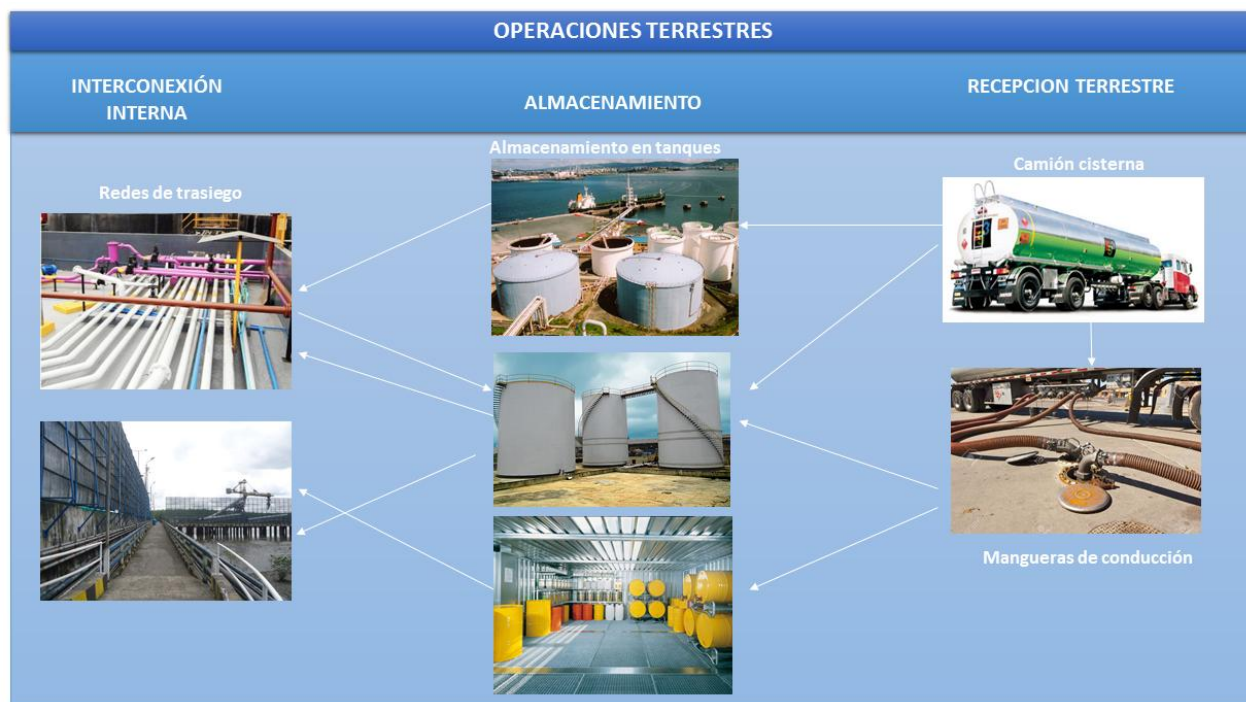 OPERACIONES TERRESTRES
INTERCONEXIÓN
INTERNA
ALMACENAMIENTO
RECEPCION TERRESTRE
Almacenamiento en tanques
Camión cisterna
Redes de trasiego
Mangueras de conducción